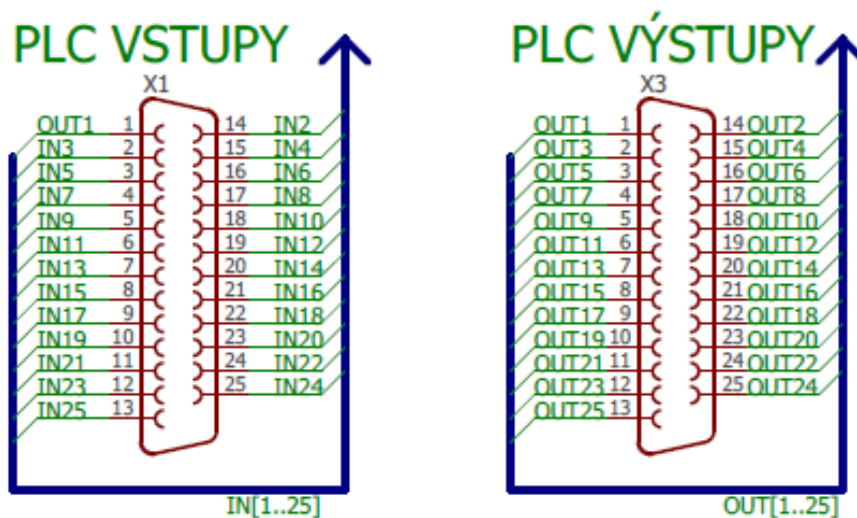 PLC VSTUPY
X1
OUT1 1 14 IN2
IN3 2 15 IN4
IN5 3 16 IN6
IN7 4 17 IN8
IN9 5 18 IN10
IN11 6 19 IN12
IN13 7 20 IN14
IN15 8 21 IN16
IN17 9 22 IN18
IN19 10 23 IN20
IN21 11 24 IN22
IN23 12 25 IN24
IN25 13
IN[1..25]
PLC VÝSTUPY
X3
OUT1 1 14 OUT2
OUT3 2 15 OUT4
OUT5 3 16 OUT6
OUT7 4 17 OUT8
OUT9 5 18 OUT10
OUT11 6 19 OUT12
OUT13 7 20 OUT14
OUT15 8 21 OUT16
OUT17 9 22 OUT18
OUT19 10 23 OUT20
OUT21 11 24 OUT22
OUT23 12 25 OUT24
OUT25 13
OUT[1..25]